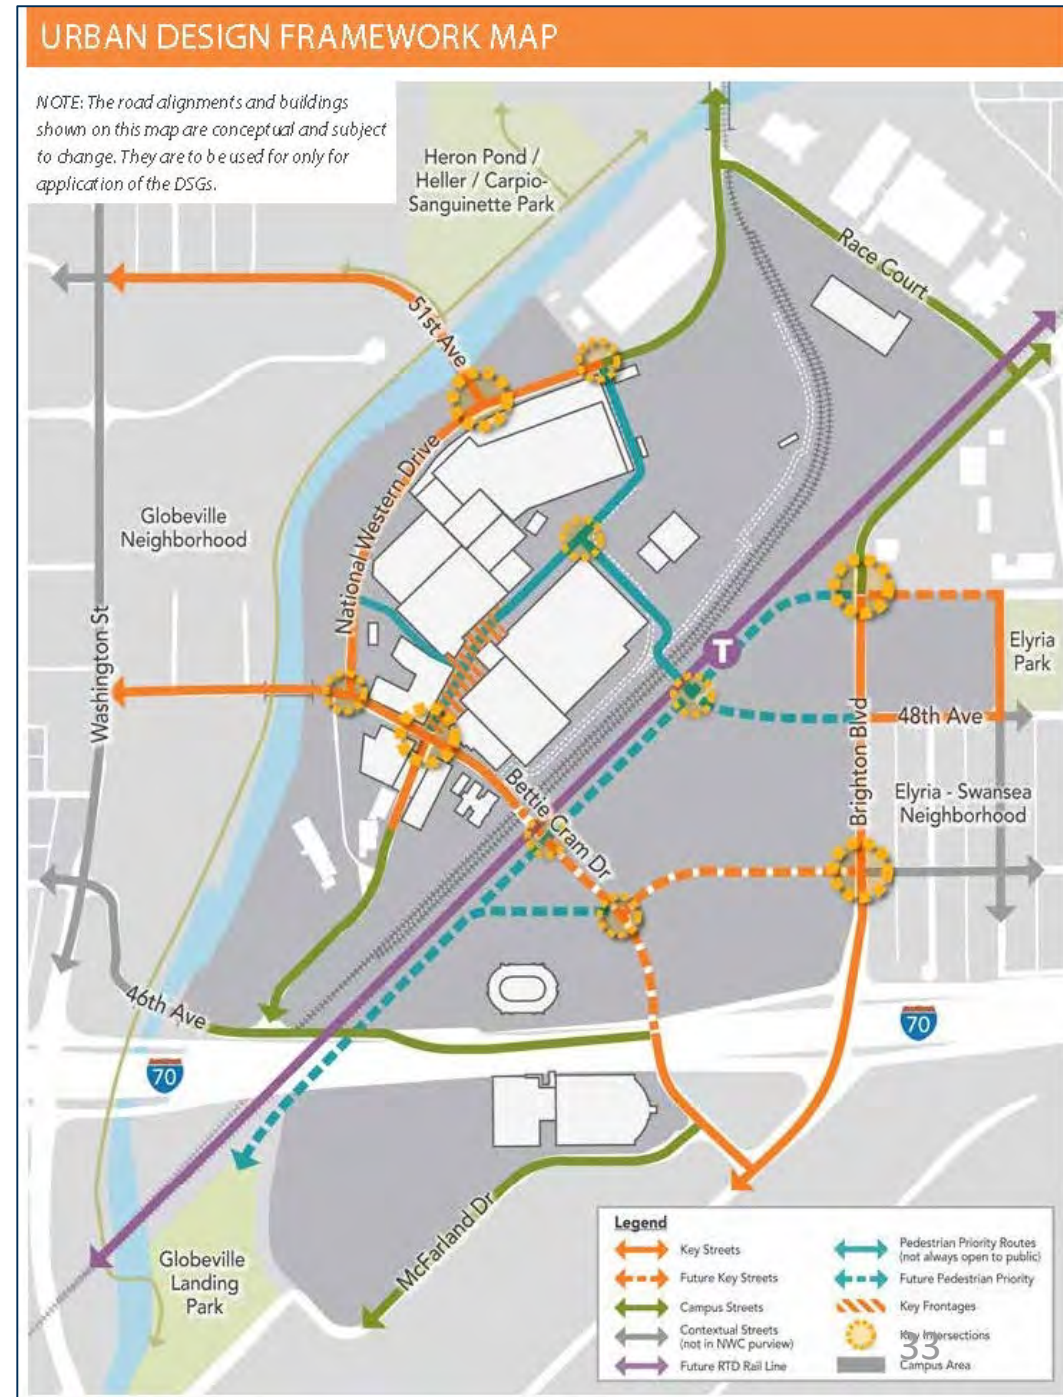 URBAN DESIGN FRAMEWORK MAP
NOTE: The road alignments and buildings
shown on this map are conceptual and subject
to change. They are to be used for only for
application of the DSGs.
Heron Pond /
Heller / Carpio-
Sanguinette Park
Race Court
51st Ave
National Western Drive
Globeville
Neighborhood
Washington St
T
Elyria
Park
48th Ave
Brighton Blvd
Bettie Cram Dr
Elyria - Swansea
Neighborhood
46th Ave
70
70
McFarland Dr
Globeville
Landing
Park
Legend
Key Streets
Future Key Streets
Campus Streets
Contextual Streets
(not in NWC purview)
Future RTD Rail Line
Pedestrian Priority Routes
(not always open to public)
Future Pedestrian Priority
Key Frontages
Key Intersections
Campus Area
33